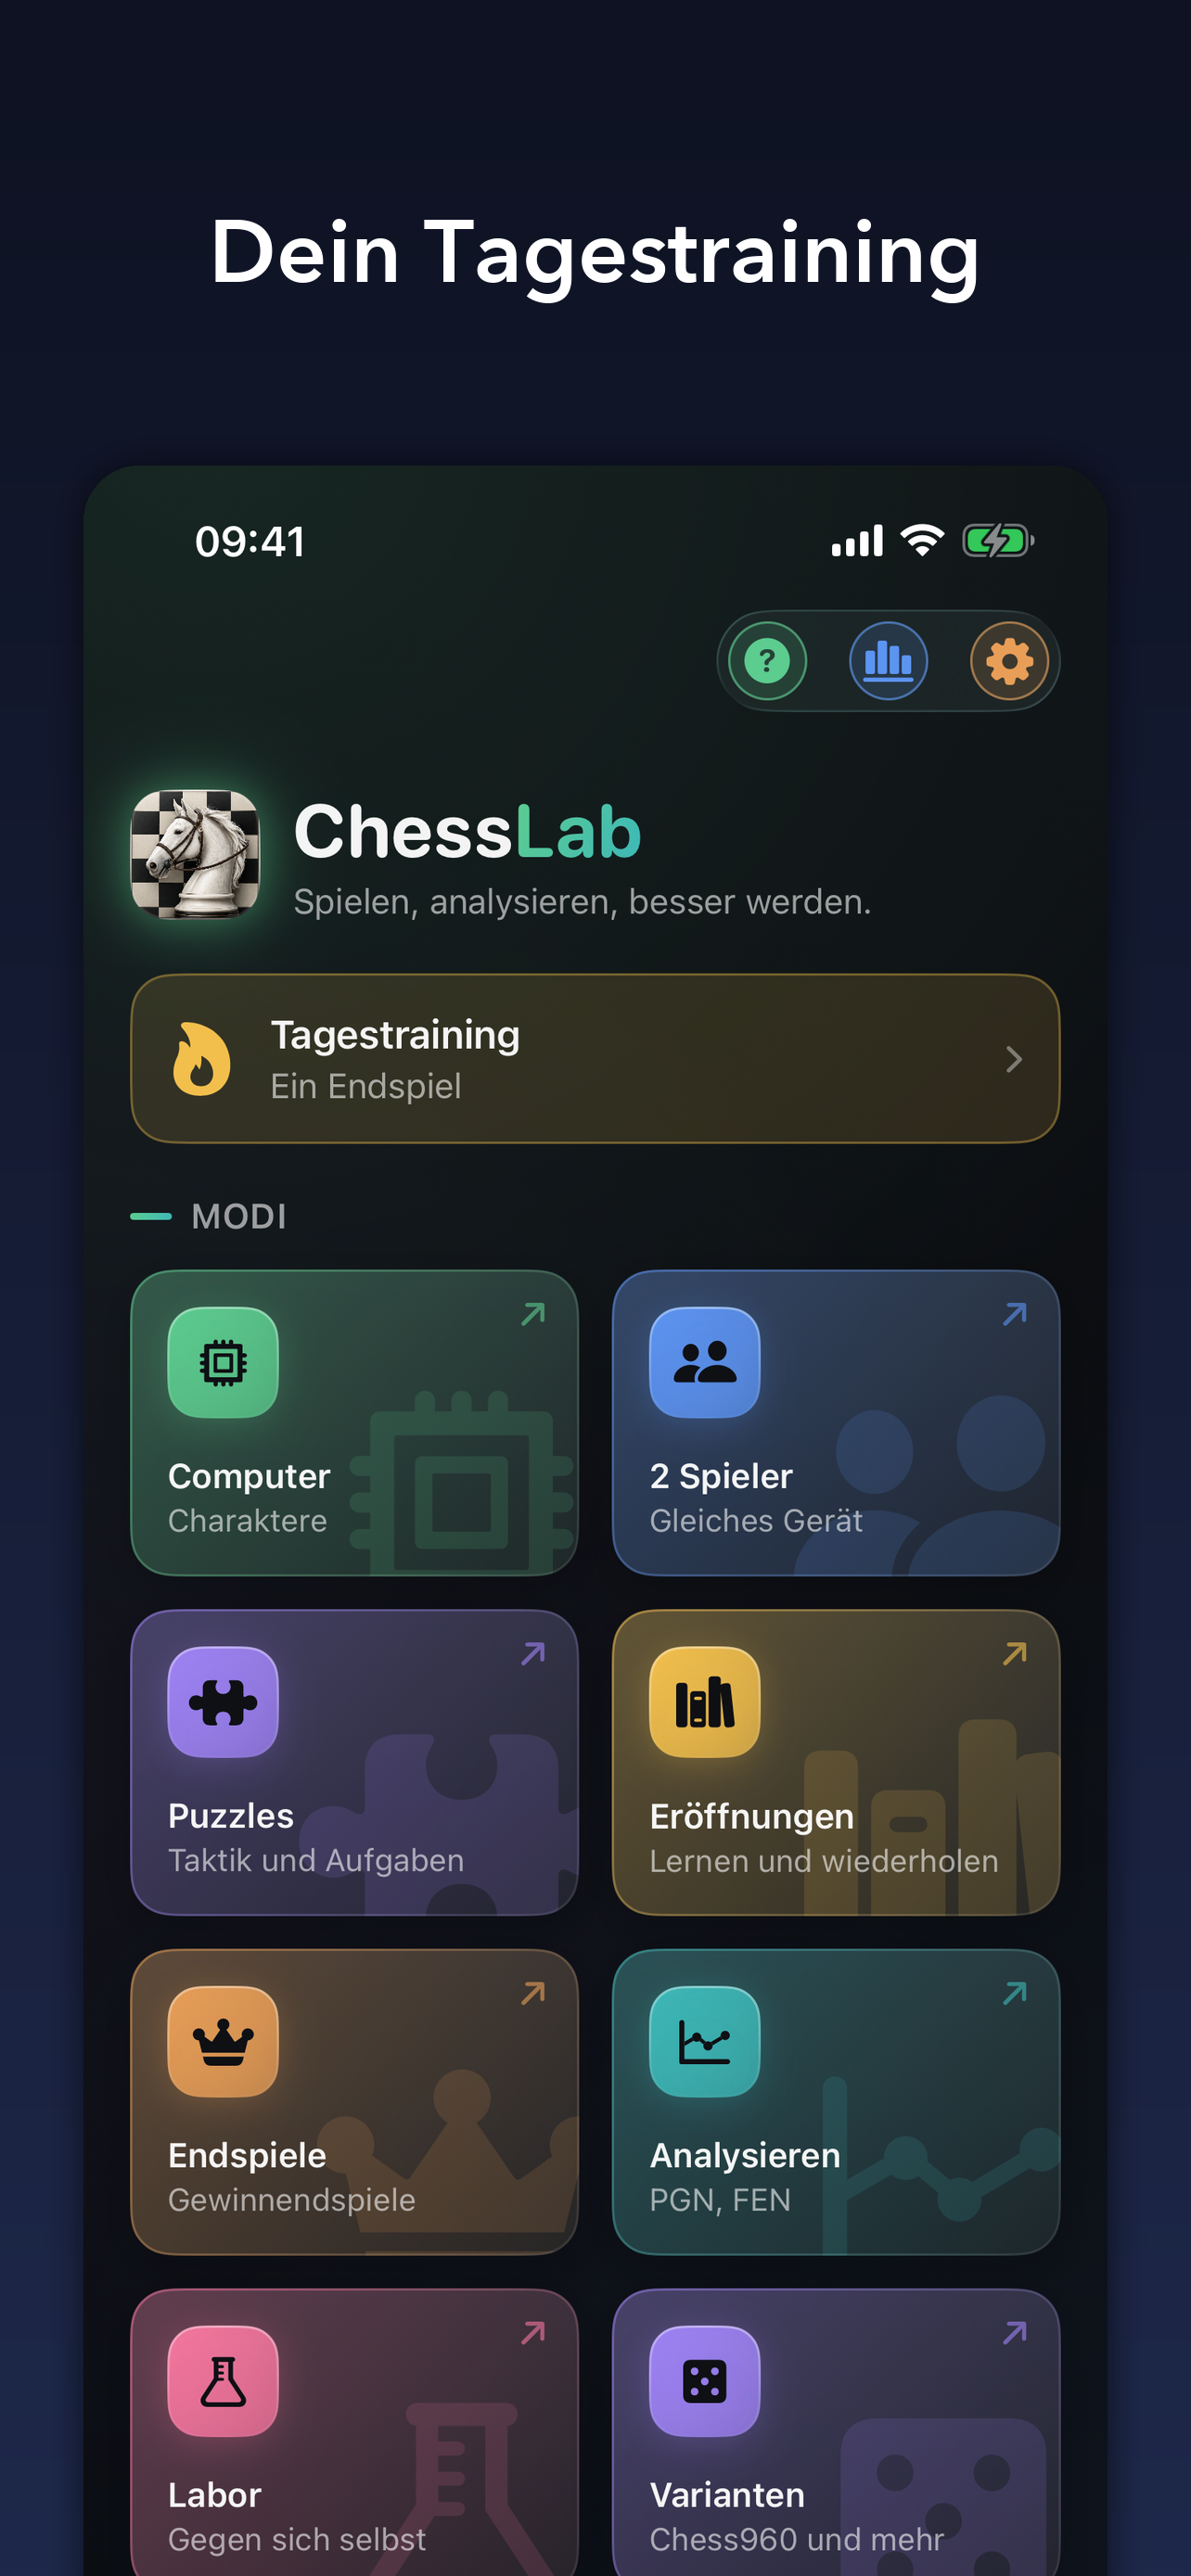 Dein Tagestraining
09:41
?
ChessLab
Spielen, analysieren, besser werden.
Tagestraining
Ein Endspiel
MODI
Computer
Charaktere
2 Spieler
Gleiches Gerät
Puzzles
Taktik und Aufgaben
Eröffnungen
Lernen und wiederholen
Endspiele
Gewinnendspiele
Analysieren
PGN, FEN
Labor
Gegen sich selbst
Varianten
Chess960 und mehr